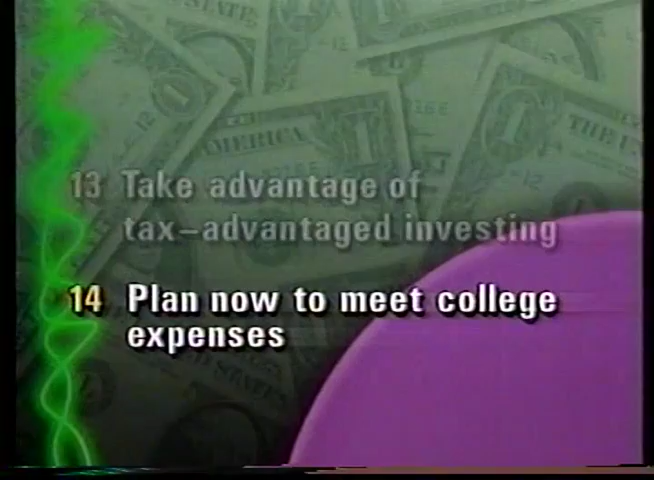 13 Take advantage of
tax–advantaged investing
14 Plan now to meet college
expenses